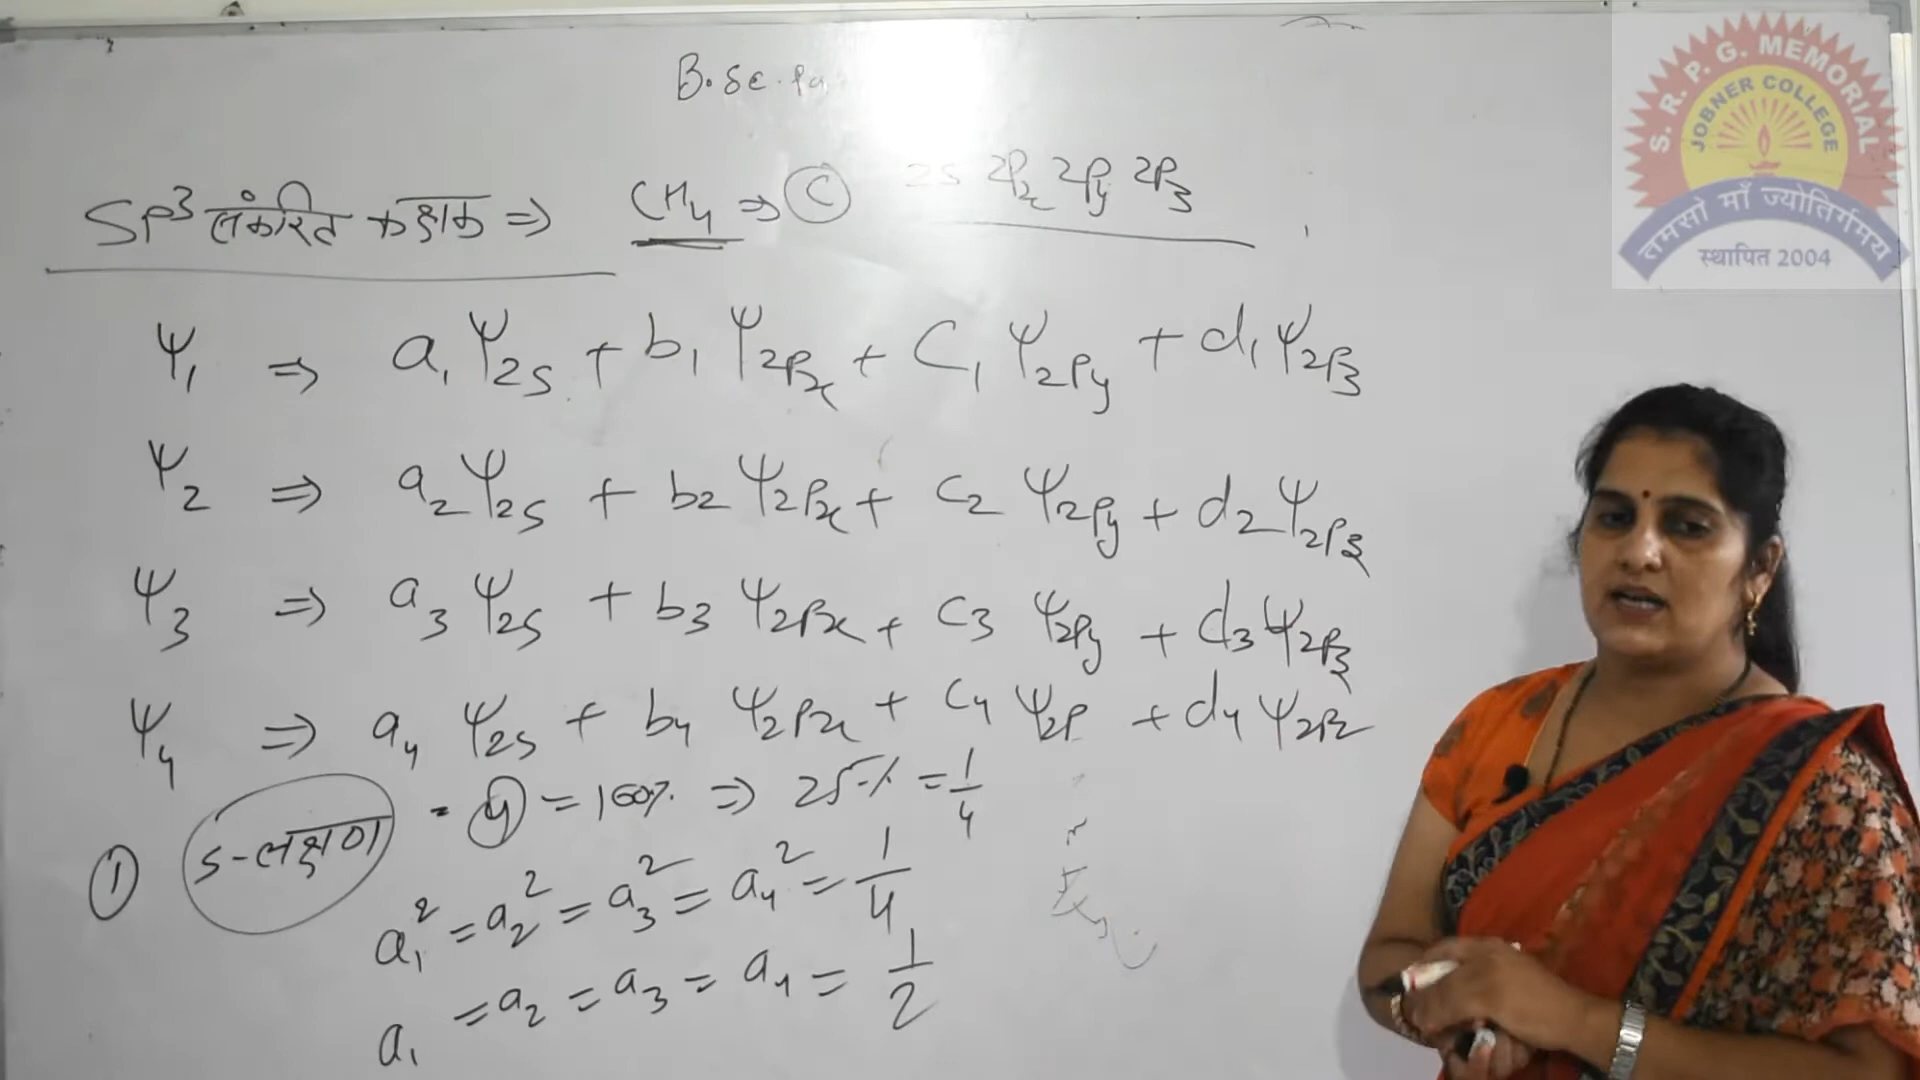 B.Sc. Pa
SP³ संकरित कक्षक ⇒ CH₄ ⇒ C 2S 2Px 2Py 2Pz
Ψ₁ ⇒ a₁Ψ₂S + b₁Ψ₂Px + C₁Ψ₂Py + d₁Ψ₂Pz
Ψ₂ ⇒ a₂Ψ₂S + b₂Ψ₂Px + C₂Ψ₂Py + d₂Ψ₂Pz
Ψ₃ ⇒ a₃Ψ₂S + b₃Ψ₂Px + C₃Ψ₂Py + d₃Ψ₂Pz
Ψ₄ ⇒ a₄Ψ₂S + b₄Ψ₂Px + C₄Ψ₂P + d₄Ψ₂Pz
① S-लक्षण = 4 = 100% ⇒ 25% = 1/4
a₁² = a₂² = a₃² = a₄² = 1/4
a₁ = a₂ = a₃ = a₄ = 1/2
S. R. P. G. MEMORIAL
JOBNER COLLEGE
तमसो माँ ज्योतिर्गमय
स्थापित 2004